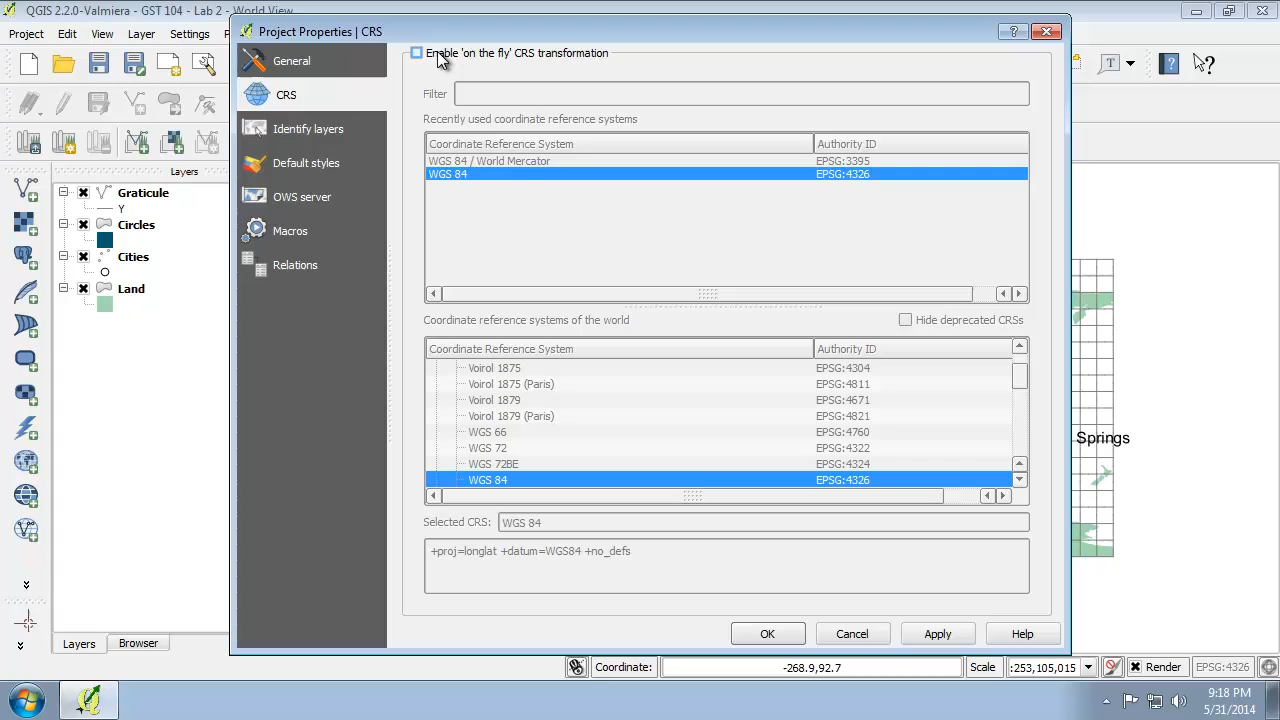 QGIS 2.2.0-Valmiera - GST 104 - Lab 2 - World View
Project Properties | CRS
Project Edit View Layer Settings
General
CRS
Identify layers
Default styles
OWS server
Macros
Relations
Enable 'on the fly' CRS transformation
Filter
Recently used coordinate reference systems
Coordinate Reference System Authority ID
WGS 84 / World Mercator EPSG:3395
WGS 84 EPSG:4326
Coordinate reference systems of the world
Hide deprecated CRSs
Coordinate Reference System Authority ID
Voirol 1875 EPSG:4304
Voirol 1875 (Paris) EPSG:4811
Voirol 1879 EPSG:4671
Voirol 1879 (Paris) EPSG:4821
WGS 66 EPSG:4760
WGS 72 EPSG:4322
WGS 72BE EPSG:4324
WGS 84 EPSG:4326
Selected CRS: WGS 84
+proj=longlat +datum=WGS84 +no_defs
OK Cancel Apply Help
Layers
Graticule
Y
Circles
Cities
Land
Layers Browser
T
Springs
Coordinate: -268.9,92.7 Scale :253,105,015 Render EPSG:4326
9:18 PM
5/31/2014